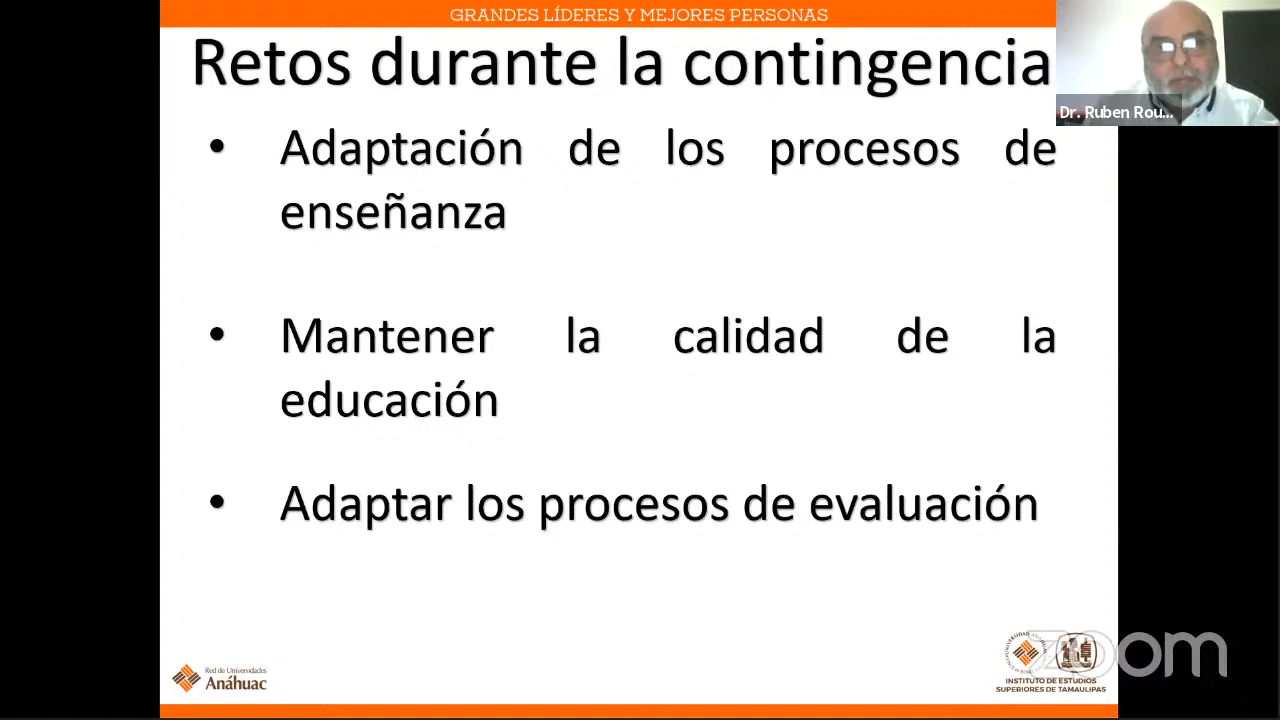 GRANDES LÍDERES Y MEJORES PERSONAS
Retos durante la contingencia
Dr. Ruben Rou...
• Adaptación de los procesos de
enseñanza
• Mantener la calidad de la
educación
• Adaptar los procesos de evaluación
Red de Universidades
Anáhuac
INSTITUTO DE ESTUDIOS
SUPERIORES DE TAMAULIPAS
zoom